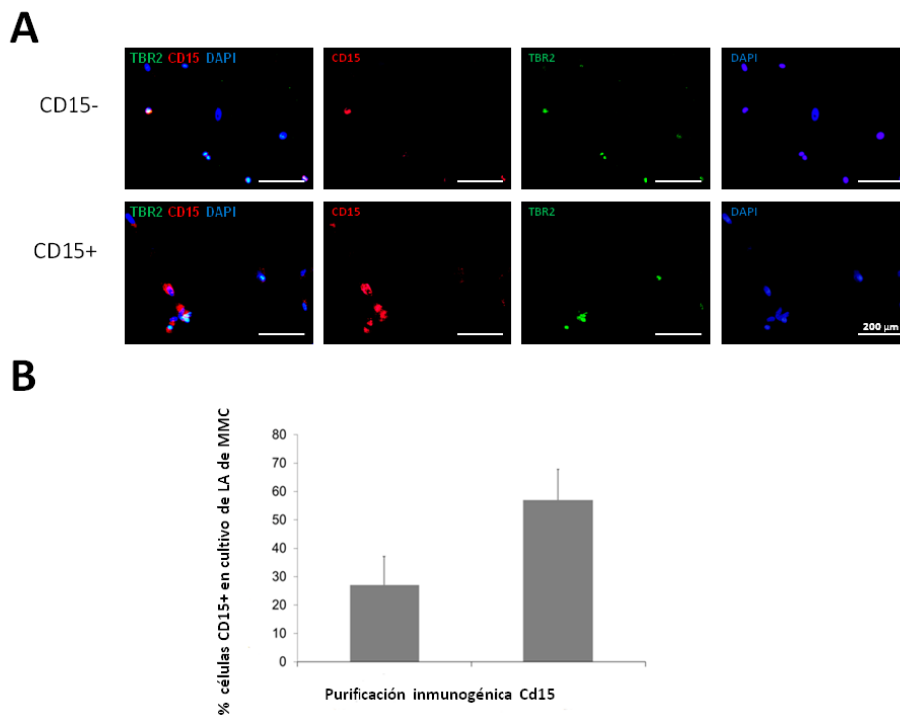 A
TBR2 CD15 DAPI
CD15
TBR2
DAPI
CD15-
TBR2 CD15 DAPI
CD15
TBR2
DAPI
CD15+
200 µm
B
% células CD15+ en cultivo de LA de MMC
80
70
60
50
40
30
20
10
0
Purificación inmunogénica Cd15